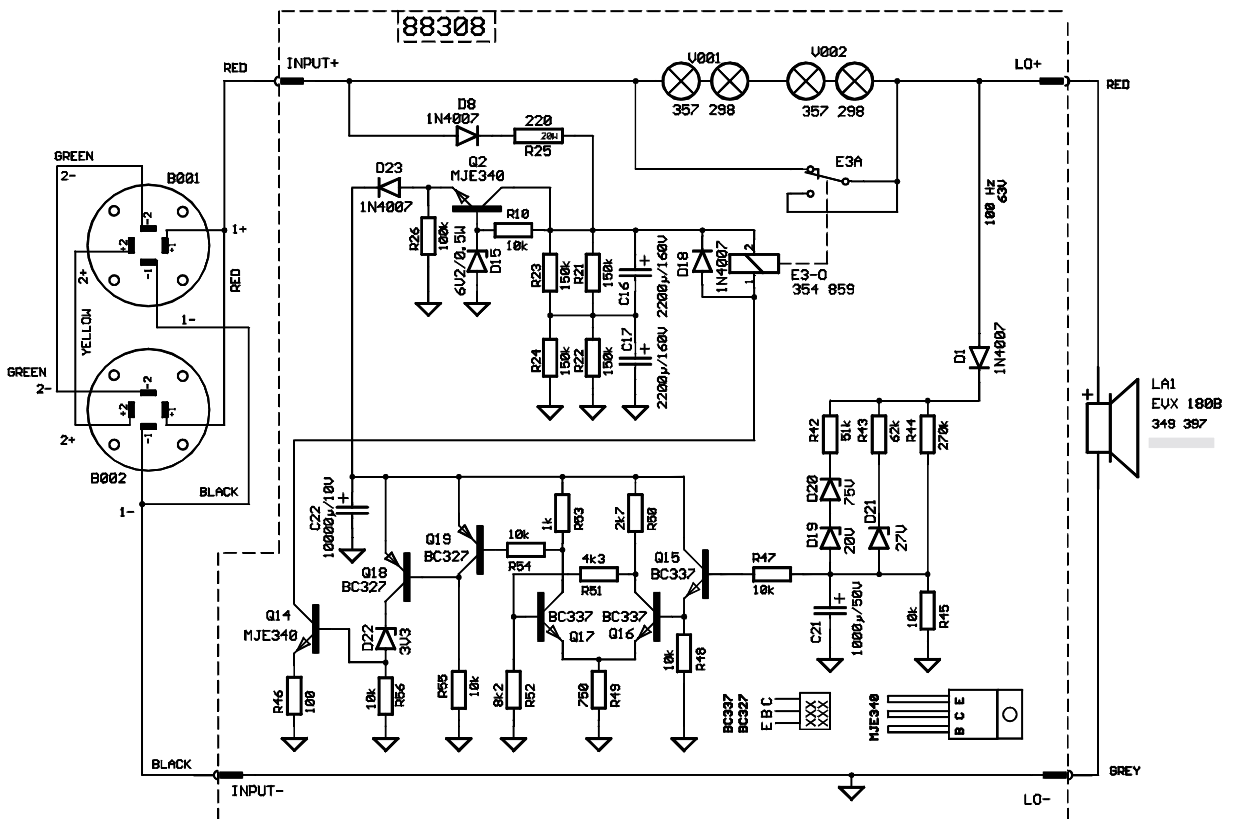 88308
V001
V002
RED
INPUT+
LO+
RED
357 298
357 298
D8
1N4007
220
20W
R25
GREEN
2-
B001
D23
1N4007
Q2
MJE340
E3A
100 Hz
63V
-2
+2
+1
-1
1+
R26
100k
6V2/0,5W
D15
R10
10k
R23
150k
R21
150k
C16
+
2200µ/160V
D18
1N4007
2
1
E3-O
354 859
2+
YELLOW
RED
1-
R24
150k
R22
150k
C17
+
2200µ/160V
D1
1N4007
GREEN
2-
-2
+2
+1
-1
2+
B002
1-
BLACK
+
LA1
EVX 180B
349 397
R42
51k
R43
62k
R44
270k
D20
75V
D21
27V
D19
20V
C22
10000µ/10V
+
Q18
BC327
Q19
BC327
10k
R54
1k
R53
2k7
R50
4k3
R51
Q15
BC337
R47
10k
BC337
Q17
BC337
Q16
C21
+
1000µ/50V
10k
R45
Q14
MJE340
D22
3V3
R46
100
10k
R56
R55
10k
8k2
R52
750
R49
10k
R48
BC337
BC327
E B C
MJE340
E
C
B
BLACK
INPUT-
LO-
GREY